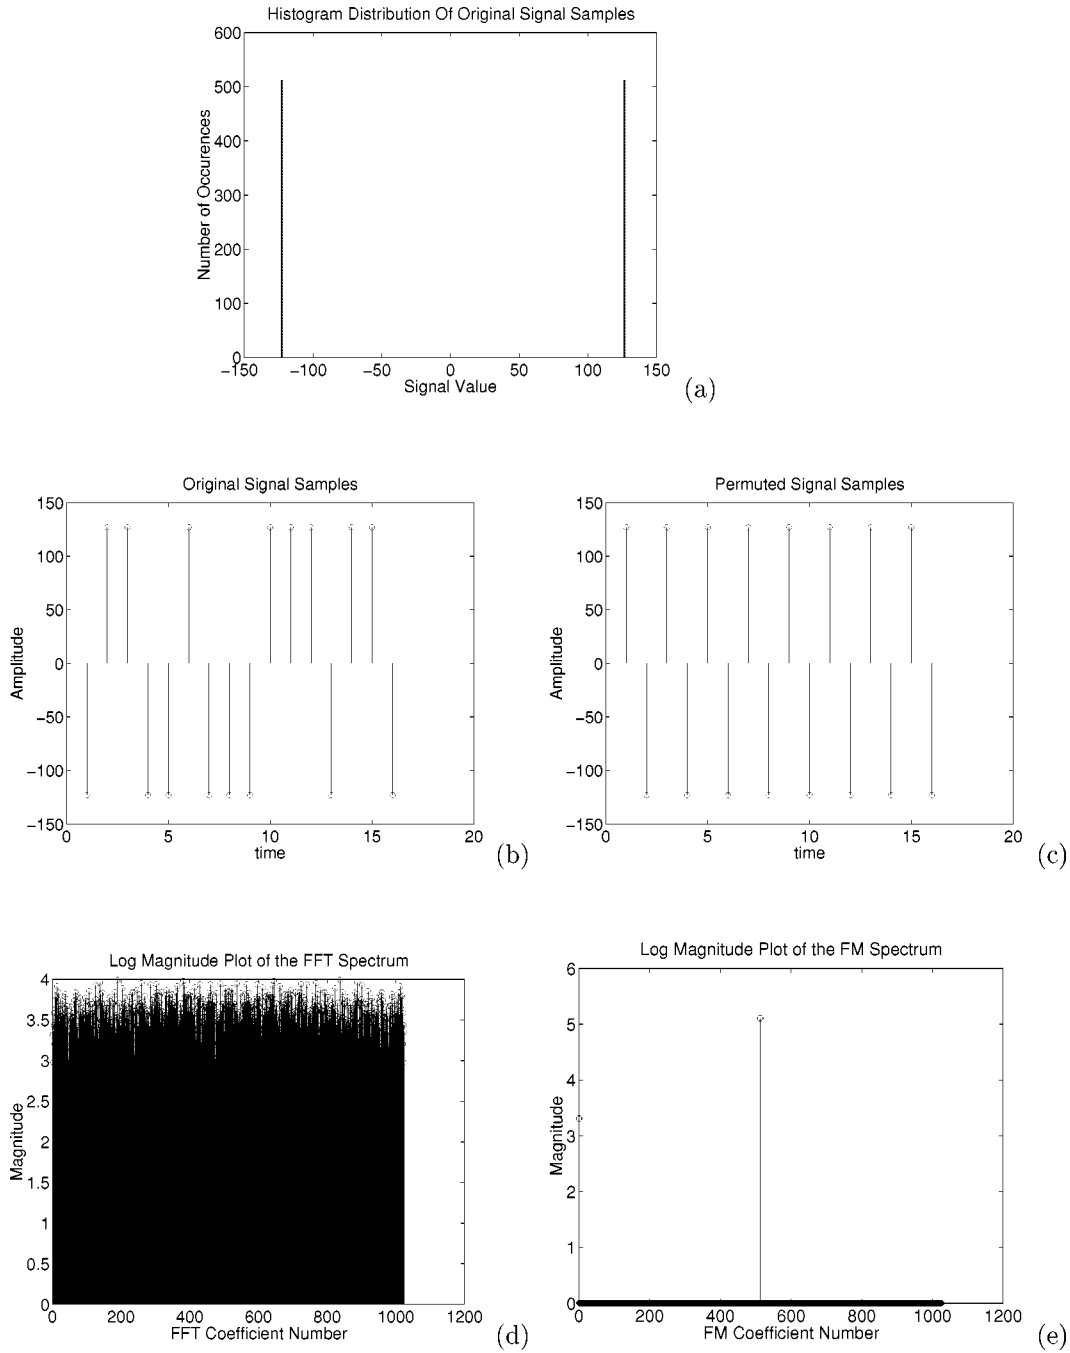 Histogram Distribution Of Original Signal Samples
600
500
400
300
200
100
0
Number of Occurences
−150 −100 −50 0 50 100 150
Signal Value
(a)
Original Signal Samples
150
100
50
0
−50
−100
−150
Amplitude
0 5 10 15 20
time
(b)
Permuted Signal Samples
150
100
50
0
−50
−100
−150
Amplitude
0 5 10 15 20
time
(c)
Log Magnitude Plot of the FFT Spectrum
4
3.5
3
2.5
2
1.5
1
0.5
0
Magnitude
0 200 400 600 800 1000 1200
FFT Coefficient Number
(d)
Log Magnitude Plot of the FM Spectrum
6
5
4
3
2
1
0
Magnitude
0 200 400 600 800 1000 1200
FM Coefficient Number
(e)